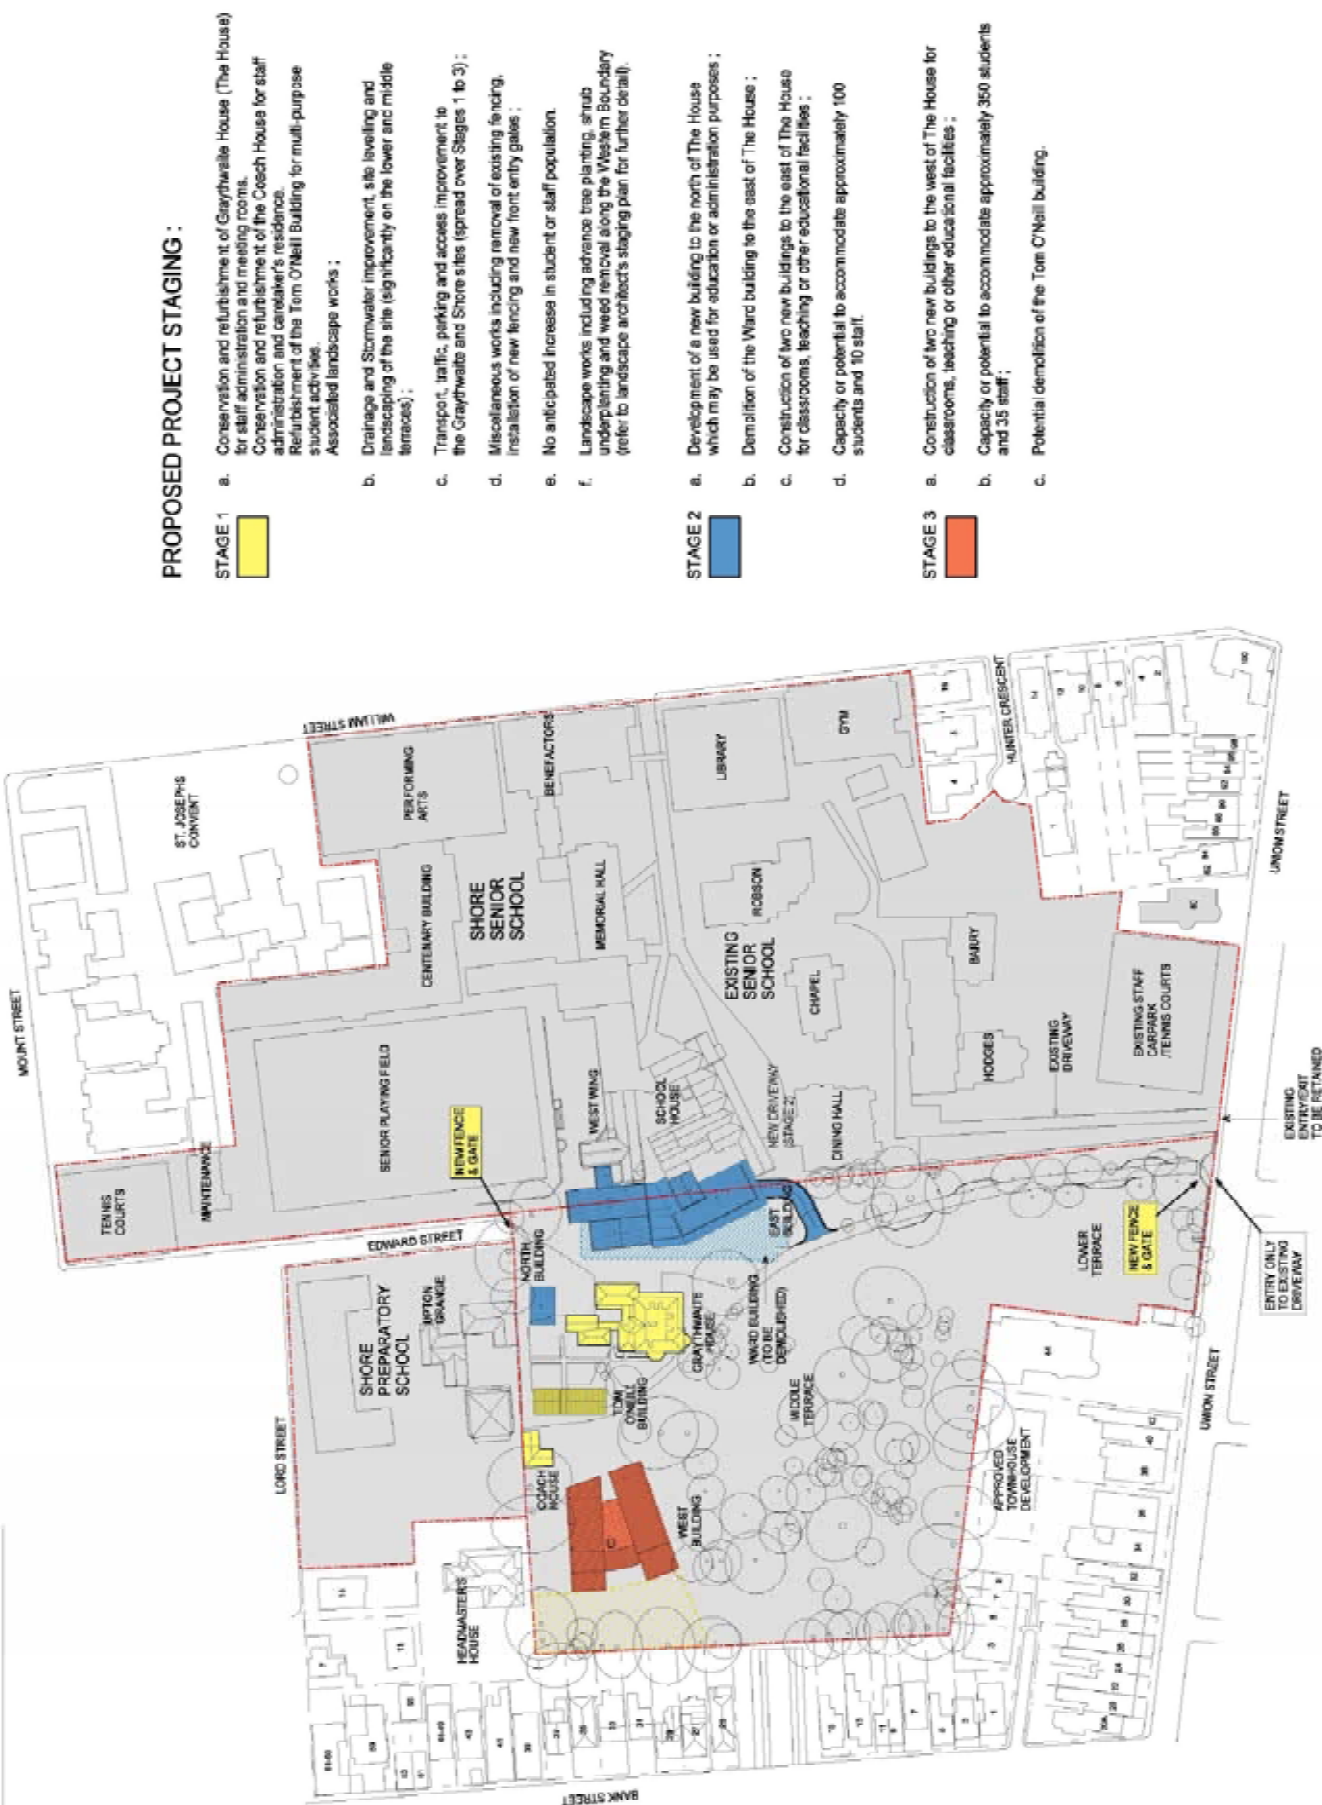 PROPOSED PROJECT STAGING :
STAGE 1
a. Conservation and refurbishment of Graythwaite House (The House)
for staff administration and meeting rooms.
Conservation and refurbishment of the Coach House for staff
administration and caretaker's residence.
Refurbishment of the Tom O'Neill Building for multi-purpose
student activities.
Associated landscape works ;
b. Drainage and Stormwater improvement, site levelling and
landscaping of the site (significantly on the lower and middle
terraces) ;
c. Transport, traffic, parking and access improvement to
the Graythwaite and Shore sites (spread over Stages 1 to 3) ;
d. Miscellaneous works including removal of existing fencing,
installation of new fencing and new front entry gates ;
e. No anticipated increase in student or staff population.
f. Landscape works including advance tree planting, shrub
underplanting and weed removal along the Western Boundary
(refer to landscape architect's staging plan for further detail).
STAGE 2
a. Development of a new building to the north of The House
which may be used for education or administration purposes ;
b. Demolition of the Ward building to the east of The House ;
c. Construction of two new buildings to the east of The House
for classrooms, teaching or other educational facilities ;
d. Capacity or potential to accommodate approximately 100
students and 10 staff.
STAGE 3
a. Construction of two new buildings to the west of The House for
classrooms, teaching or other educational facilities ;
b. Capacity or potential to accommodate approximately 350 students
and 35 staff ;
c. Potential demolition of the Tom O'Neill building.
MOUNT STREET
ST. JOSEPHS
CONVENT
WILLIAM STREET
TENNIS
COURTS
MAINTENANCE
SENIOR PLAYING FIELD
CENTENARY BUILDING
PERFORMING
ARTS
SHORE
SENIOR
SCHOOL
BENEFACTORS
MEMORIAL HALL
LIBRARY
GYM
ROBSON
EXISTING
SENIOR
SCHOOL
CHAPEL
HUNTER CRESCENT
BARRY
HODGES
EXISTING
DRIVEWAY
EXISTING STAFF
CARPARK
/TENNIS COURTS
UNION STREET
EXISTING
ENTRY/EXIT
TO BE RETAINED
WEST WING
SCHOOL
HOUSE
NEW DRIVEWAY
(STAGE 2)
DINING HALL
NEW FENCE
& GATE
EDWARD STREET
NORTH
BUILDING
EAST
BUILDING
LOWER
TERRACE
NEW FENCE
& GATE
ENTRY ONLY
TO EXISTING
DRIVEWAY
LORD STREET
SHORE
PREPARATORY
SCHOOL
UPTON
GRANGE
GRAYTHWAITE
HOUSE
WARD BUILDING
(TO BE
DEMOLISHED)
TOM
O'NEILL
BUILDING
MIDDLE
TERRACE
COACH
HOUSE
WEST
BUILDING
APPROVED
TOWNHOUSE
DEVELOPMENT
UNION STREET
HEADMASTER'S
HOUSE
BANK STREET